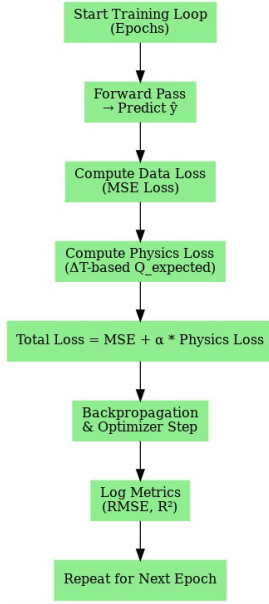 Start Training Loop
(Epochs)
Forward Pass
→ Predict ŷ
Compute Data Loss
(MSE Loss)
Compute Physics Loss
(ΔT-based Q_expected)
Total Loss = MSE + α * Physics Loss
Backpropagation
& Optimizer Step
Log Metrics
(RMSE, R²)
Repeat for Next Epoch